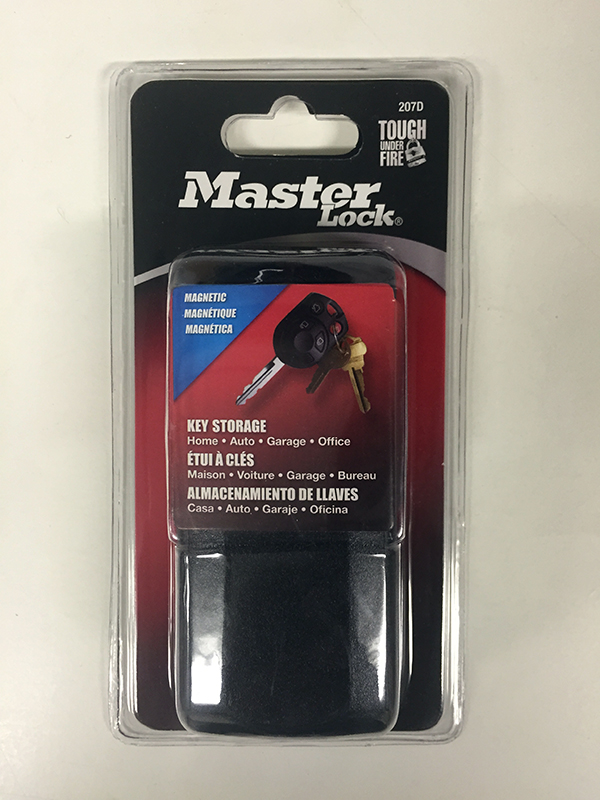 207D
TOUGH
UNDER
FIRE
Master
Lock®
MAGNETIC
MAGNÉTIQUE
MAGNÉTICA
KEY STORAGE
Home • Auto • Garage • Office
ÉTUI À CLÉS
Maison • Voiture • Garage • Bureau
ALMACENAMIENTO DE LLAVES
Casa • Auto • Garaje • Oficina